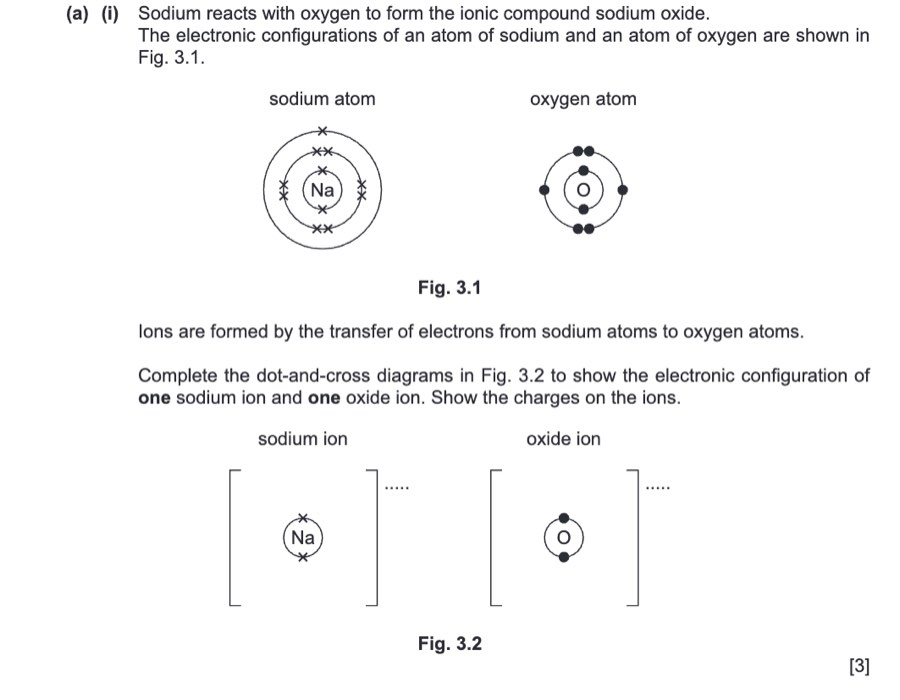 (a) (i) Sodium reacts with oxygen to form the ionic compound sodium oxide.
The electronic configurations of an atom of sodium and an atom of oxygen are shown in
Fig. 3.1.
sodium atom oxygen atom
Na O
Fig. 3.1
Ions are formed by the transfer of electrons from sodium atoms to oxygen atoms.
Complete the dot-and-cross diagrams in Fig. 3.2 to show the electronic configuration of
one sodium ion and one oxide ion. Show the charges on the ions.
sodium ion oxide ion
..... .....
Na O
Fig. 3.2
[3]